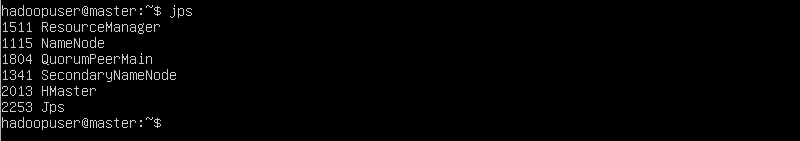 hadoopuser@master:~$ jps
1511 ResourceManager
1115 NameNode
1804 QuorumPeerMain
1341 SecondaryNameNode
2013 HMaster
2253 Jps
hadoopuser@master:~$